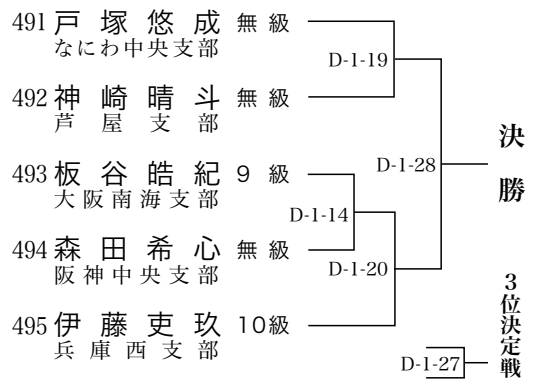 491 戸塚悠成 無級
なにわ中央支部
D-1-19
492 神崎晴斗 無級
芦屋支部
D-1-28
決勝
493 板谷皓紀 9級
大阪南海支部
D-1-14
494 森田希心 無級
阪神中央支部
D-1-20
495 伊藤吏玖 10級
兵庫西支部
3位決定戦
D-1-27